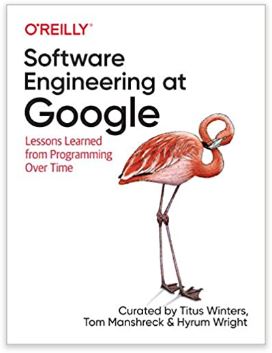 O'REILLY®
Software
Engineering at
Google
Lessons Learned
from Programming
Over Time
Curated by Titus Winters,
Tom Manshreck & Hyrum Wright